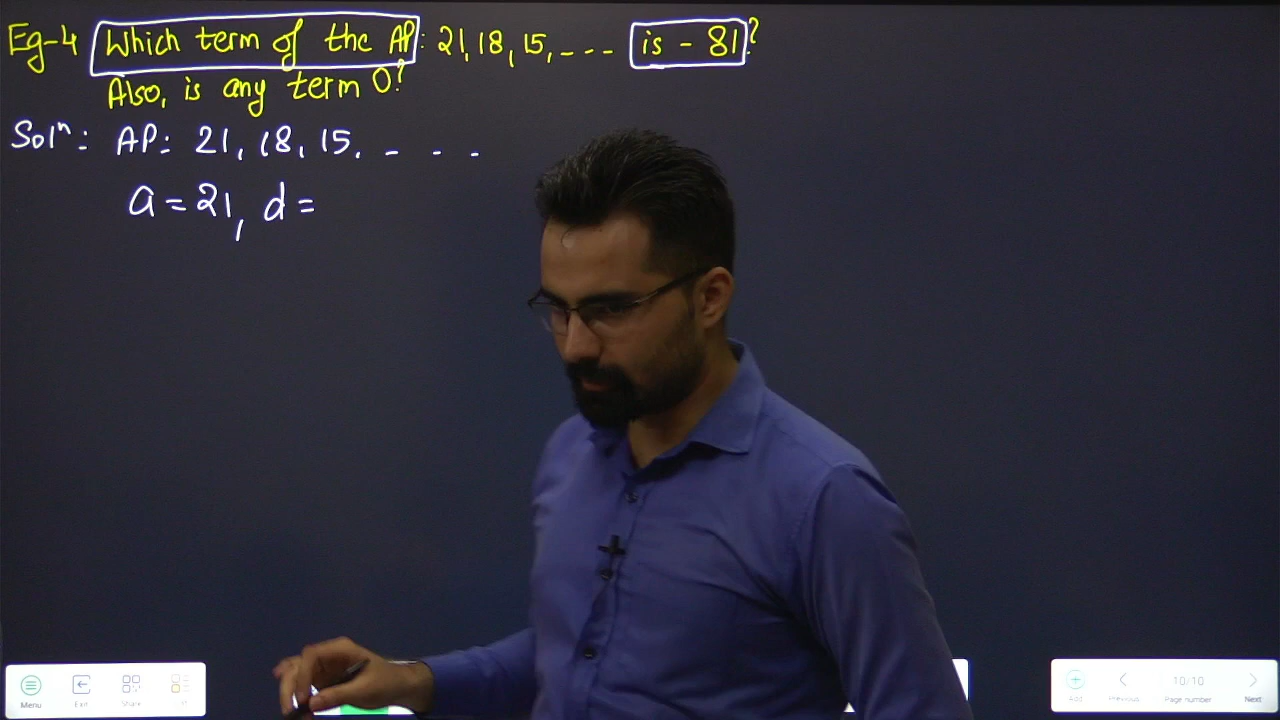 Eg-4 Which term of the AP: 21, 18, 15, --- is - 81?
Also, is any term 0?
Solⁿ: AP: 21, 18, 15, - - -
a = 21, d =
Menu Exit Share Add Previous 10/10 Page number Next